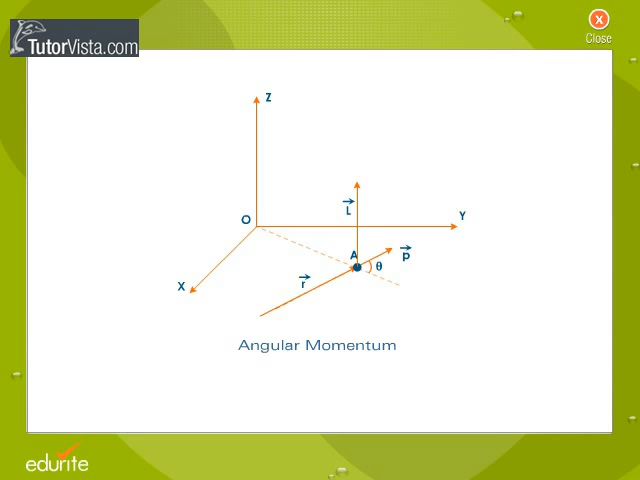 TutorVista.com
X
Close
Z
L
O
Y
A
p
θ
r
X
Angular Momentum
edurite